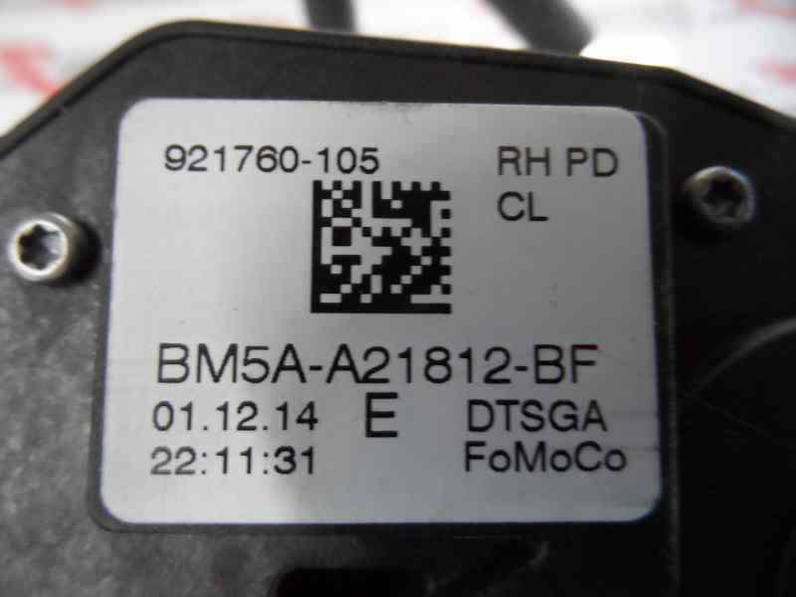 921760-105 RH PD
CL
BM5A-A21812-BF
01.12.14 E DTSGA
22:11:31 FoMoCo